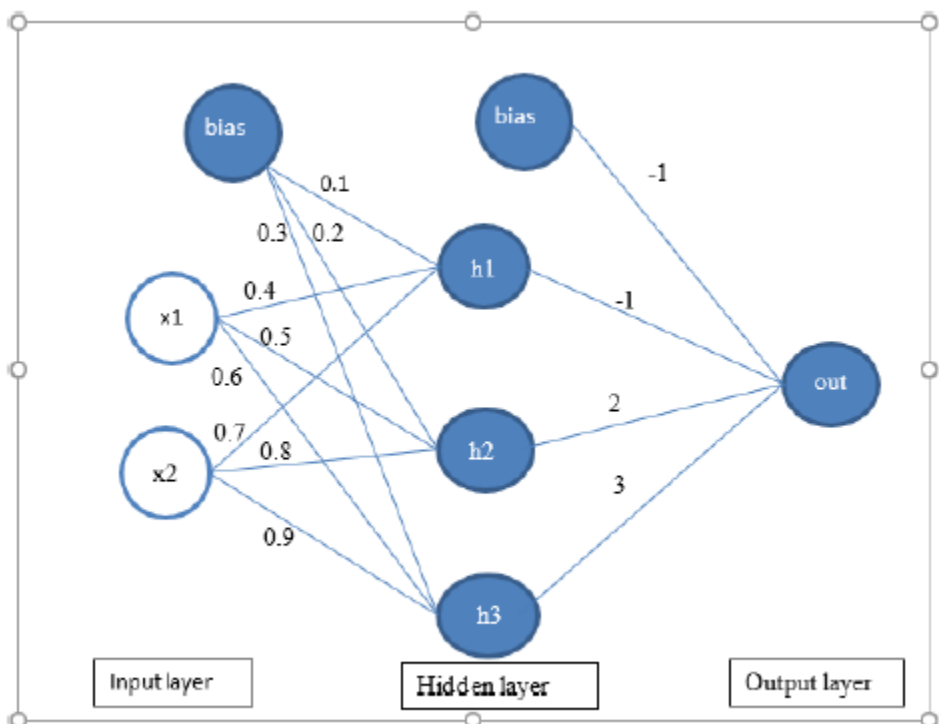 bias
bias
-1
0.1
0.3
0.2
h1
0.4
-1
x1
0.5
0.6
out
2
0.7
0.8
h2
x2
3
0.9
h3
Input layer
Hidden layer
Output layer